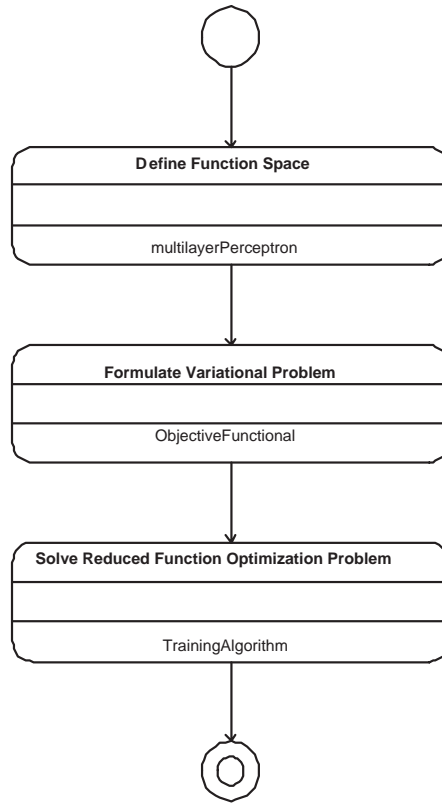 Define Function Space
multilayerPerceptron
Formulate Variational Problem
ObjectiveFunctional
Solve Reduced Function Optimization Problem
TrainingAlgorithm